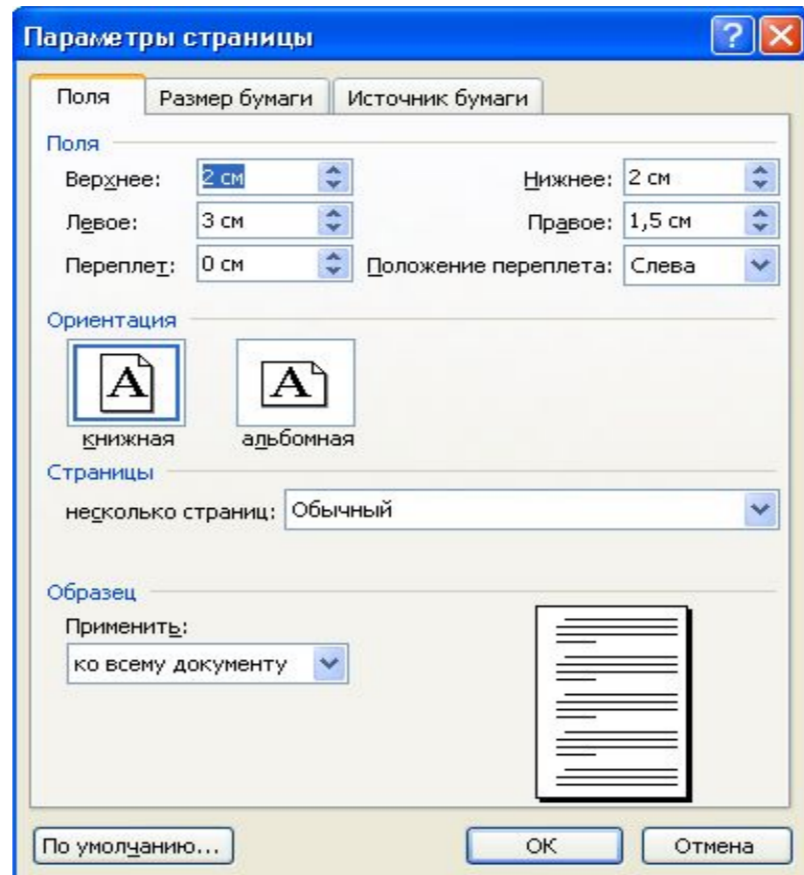 Параметры страницы
Поля Размер бумаги Источник бумаги
Поля
Верхнее: 2 см Нижнее: 2 см
Левое: 3 см Правое: 1,5 см
Переплет: 0 см Положение переплета: Слева
Ориентация
A A
книжная альбомная
Страницы
несколько страниц: Обычный
Образец
Применить:
ко всему документу
По умолчанию... ОК Отмена